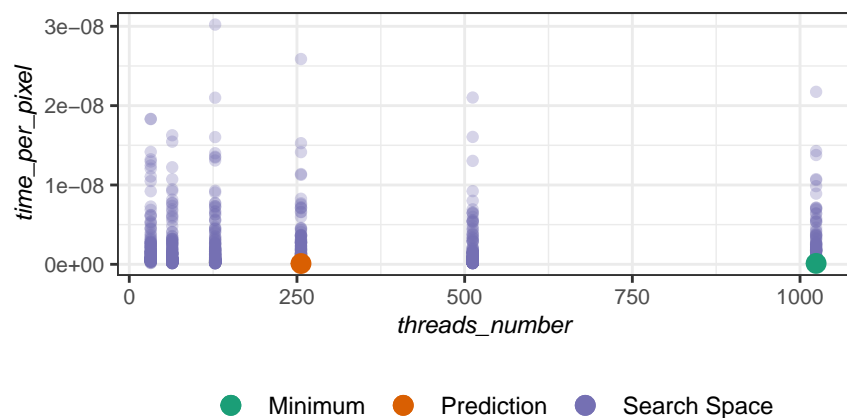 3e−08
2e−08
1e−08
0e+00
time_per_pixel
0 250 500 750 1000
threads_number
Minimum Prediction Search Space